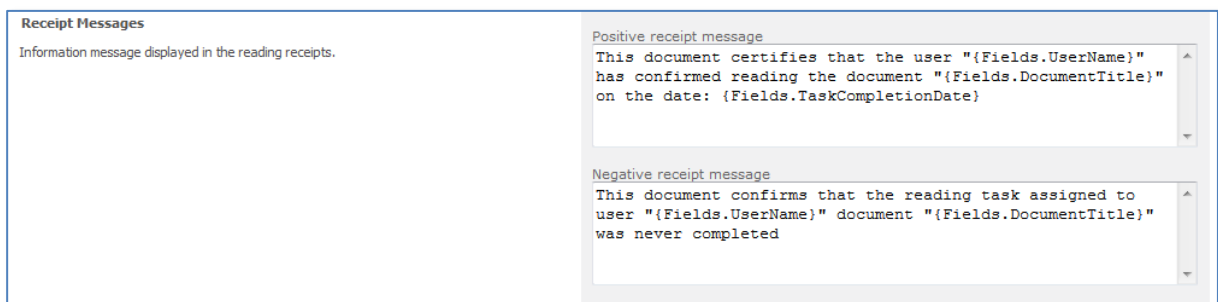 Receipt Messages
Information message displayed in the reading receipts.
Positive receipt message
This document certifies that the user "{Fields.UserName}"
has confirmed reading the document "{Fields.DocumentTitle}"
on the date: {Fields.TaskCompletionDate}
Negative receipt message
This document confirms that the reading task assigned to
user "{Fields.UserName}" document "{Fields.DocumentTitle}"
was never completed